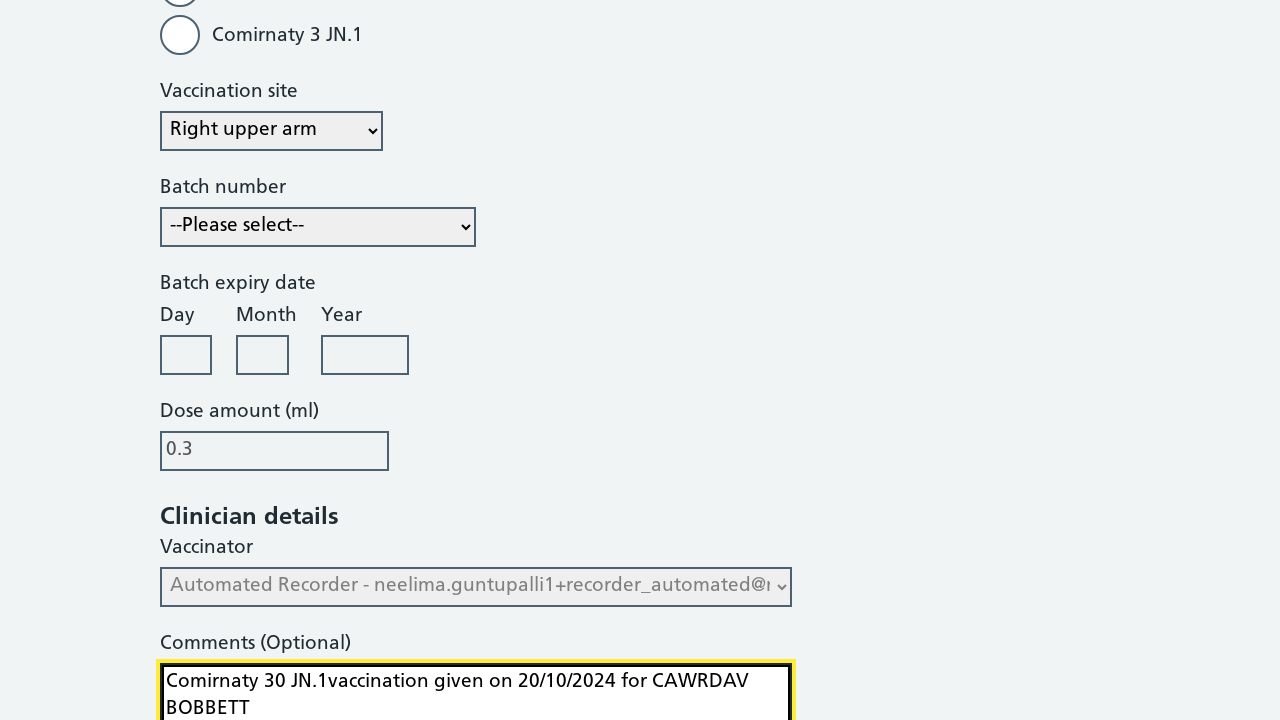 Comirnaty 3 JN.1
Vaccination site
Right upper arm
Batch number
--Please select--
Batch expiry date
Day Month Year
Dose amount (ml)
0.3
Clinician details
Vaccinator
Automated Recorder - neelima.guntupalli1+recorder_automated@
Comments (Optional)
Comirnaty 30 JN.1vaccination given on 20/10/2024 for CAWRDAV
BOBBETT